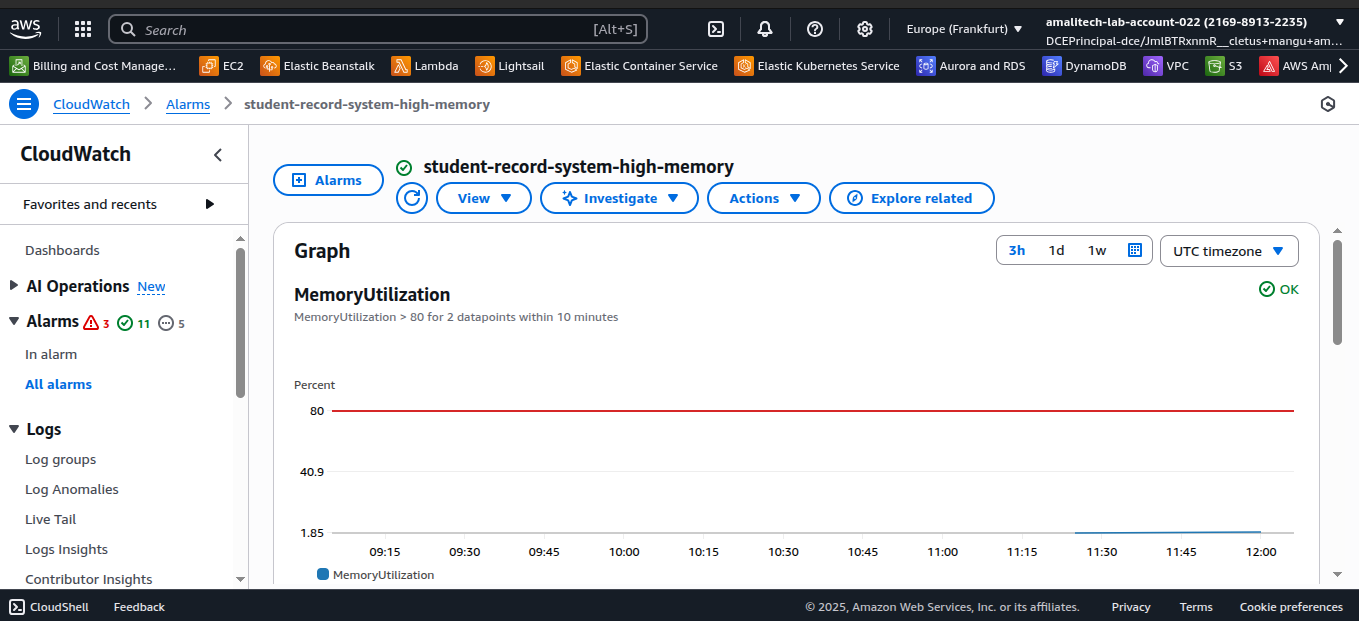 aws
Search
[Alt+S]
Europe (Frankfurt)
amalitech-lab-account-022 (2169-8913-2235)
DCEPrincipal-dce/JmlBTRxnmR__cletus+mangu+am...
Billing and Cost Manage...
EC2
Elastic Beanstalk
Lambda
Lightsail
Elastic Container Service
Elastic Kubernetes Service
Aurora and RDS
DynamoDB
VPC
S3
AWS Amp
CloudWatch
Alarms
student-record-system-high-memory
CloudWatch
Favorites and recents
Dashboards
AI Operations New
Alarms 3 11 5
In alarm
All alarms
Logs
Log groups
Log Anomalies
Live Tail
Logs Insights
Contributor Insights
Alarms
student-record-system-high-memory
View
Investigate
Actions
Explore related
Graph
3h 1d 1w
UTC timezone
MemoryUtilization
OK
MemoryUtilization > 80 for 2 datapoints within 10 minutes
Percent
80
40.9
1.85
09:15 09:30 09:45 10:00 10:15 10:30 10:45 11:00 11:15 11:30 11:45 12:00
MemoryUtilization
CloudShell
Feedback
© 2025, Amazon Web Services, Inc. or its affiliates.
Privacy
Terms
Cookie preferences